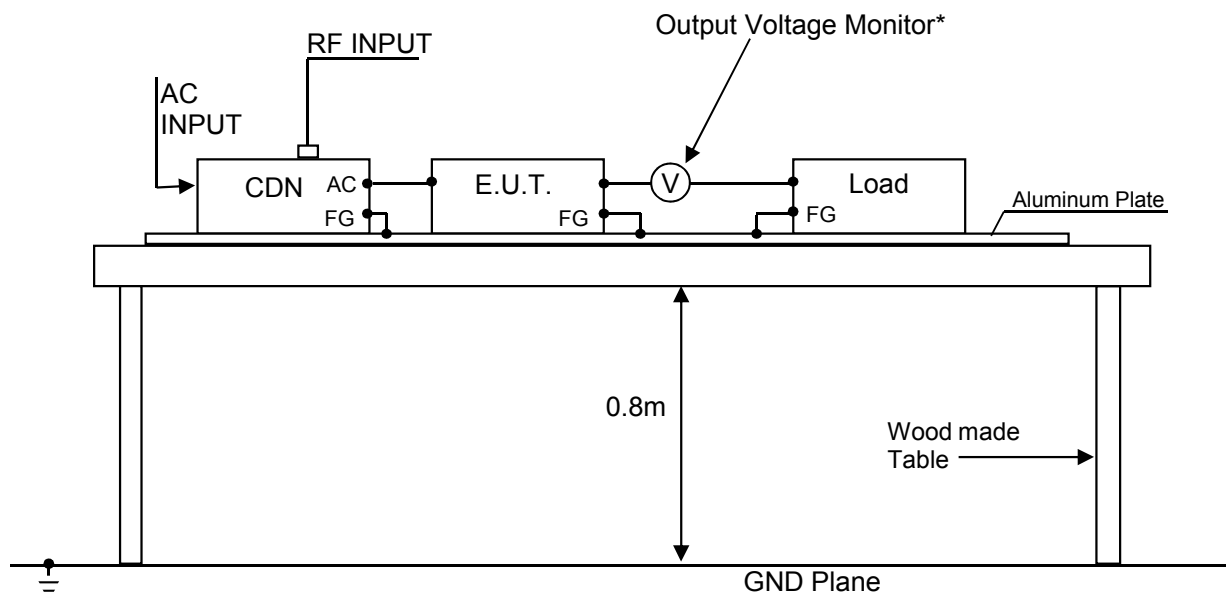 Output Voltage Monitor*
RF INPUT
AC
INPUT
CDN
AC
FG
E.U.T.
FG
V
Load
FG
Aluminum Plate
0.8m
Wood made
Table
GND Plane